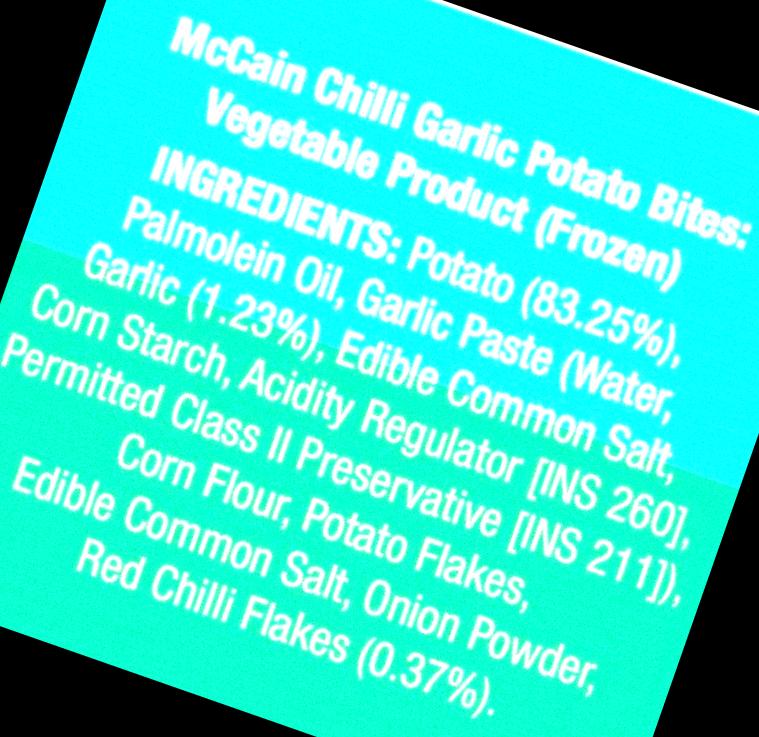 McCain Chilli Garlic Potato Bites:
Vegetable Product (Frozen)
INGREDIENTS: Potato (83.25%),
Palmolein Oil, Garlic Paste (Water,
Garlic (1.23%), Edible Common Salt,
Corn Starch, Acidity Regulator [INS 260],
Permitted Class II Preservative [INS 211]),
Corn Flour, Potato Flakes,
Edible Common Salt, Onion Powder,
Red Chilli Flakes (0.37%).